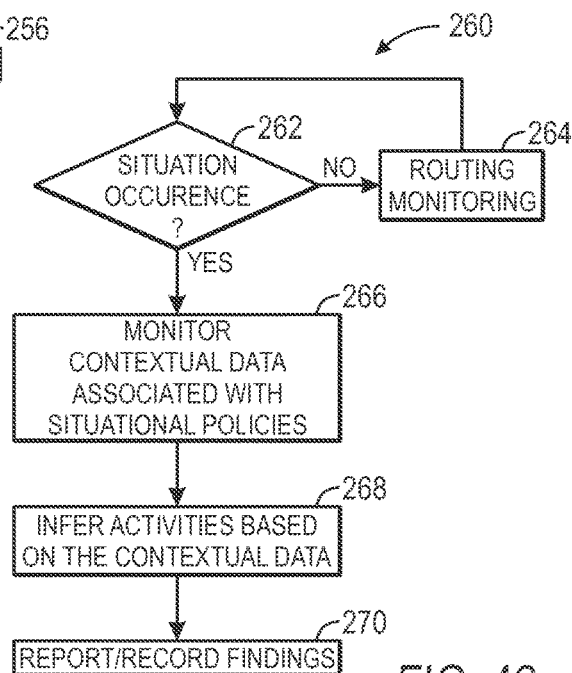 256
260
262
SITUATION
OCCURENCE
?
NO
264
ROUTING
MONITORING
YES
266
MONITOR
CONTEXTUAL DATA
ASSOCIATED WITH
SITUATIONAL POLICIES
268
INFER ACTIVITIES BASED
ON THE CONTEXTUAL DATA
270
REPORT/RECORD FINDINGS